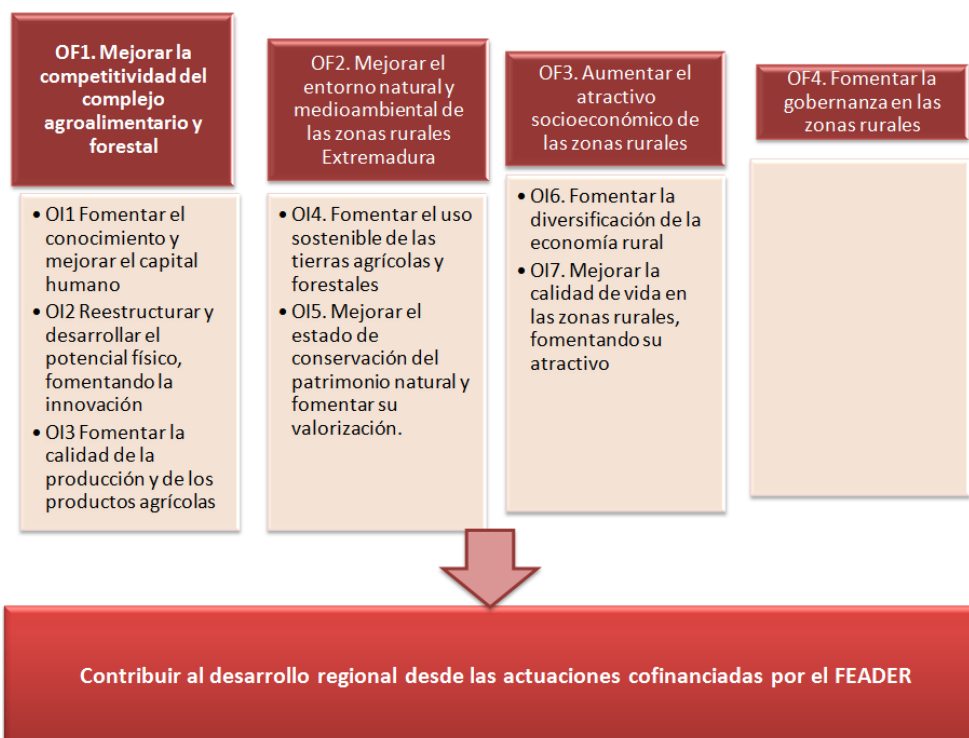 OF1. Mejorar la
competitividad del
complejo
agroalimentario y
forestal
• OI1 Fomentar el
conocimiento y
mejorar el capital
humano
• OI2 Reestructurar y
desarrollar el
potencial físico,
fomentando la
innovación
• OI3 Fomentar la
calidad de la
producción y de los
productos agrícolas
OF2. Mejorar el
entorno natural y
medioambiental de
las zonas rurales
Extremadura
• OI4. Fomentar el uso
sostenible de las
tierras agrícolas y
forestales
• OI5. Mejorar el
estado de
conservación del
patrimonio natural y
fomentar su
valorización.
OF3. Aumentar el
atractivo
socioeconómico de
las zonas rurales
• OI6. Fomentar la
diversificación de la
economía rural
• OI7. Mejorar la
calidad de vida en
las zonas rurales,
fomentando su
atractivo
OF4. Fomentar la
gobernanza en las
zonas rurales
Contribuir al desarrollo regional desde las actuaciones cofinanciadas por el FEADER